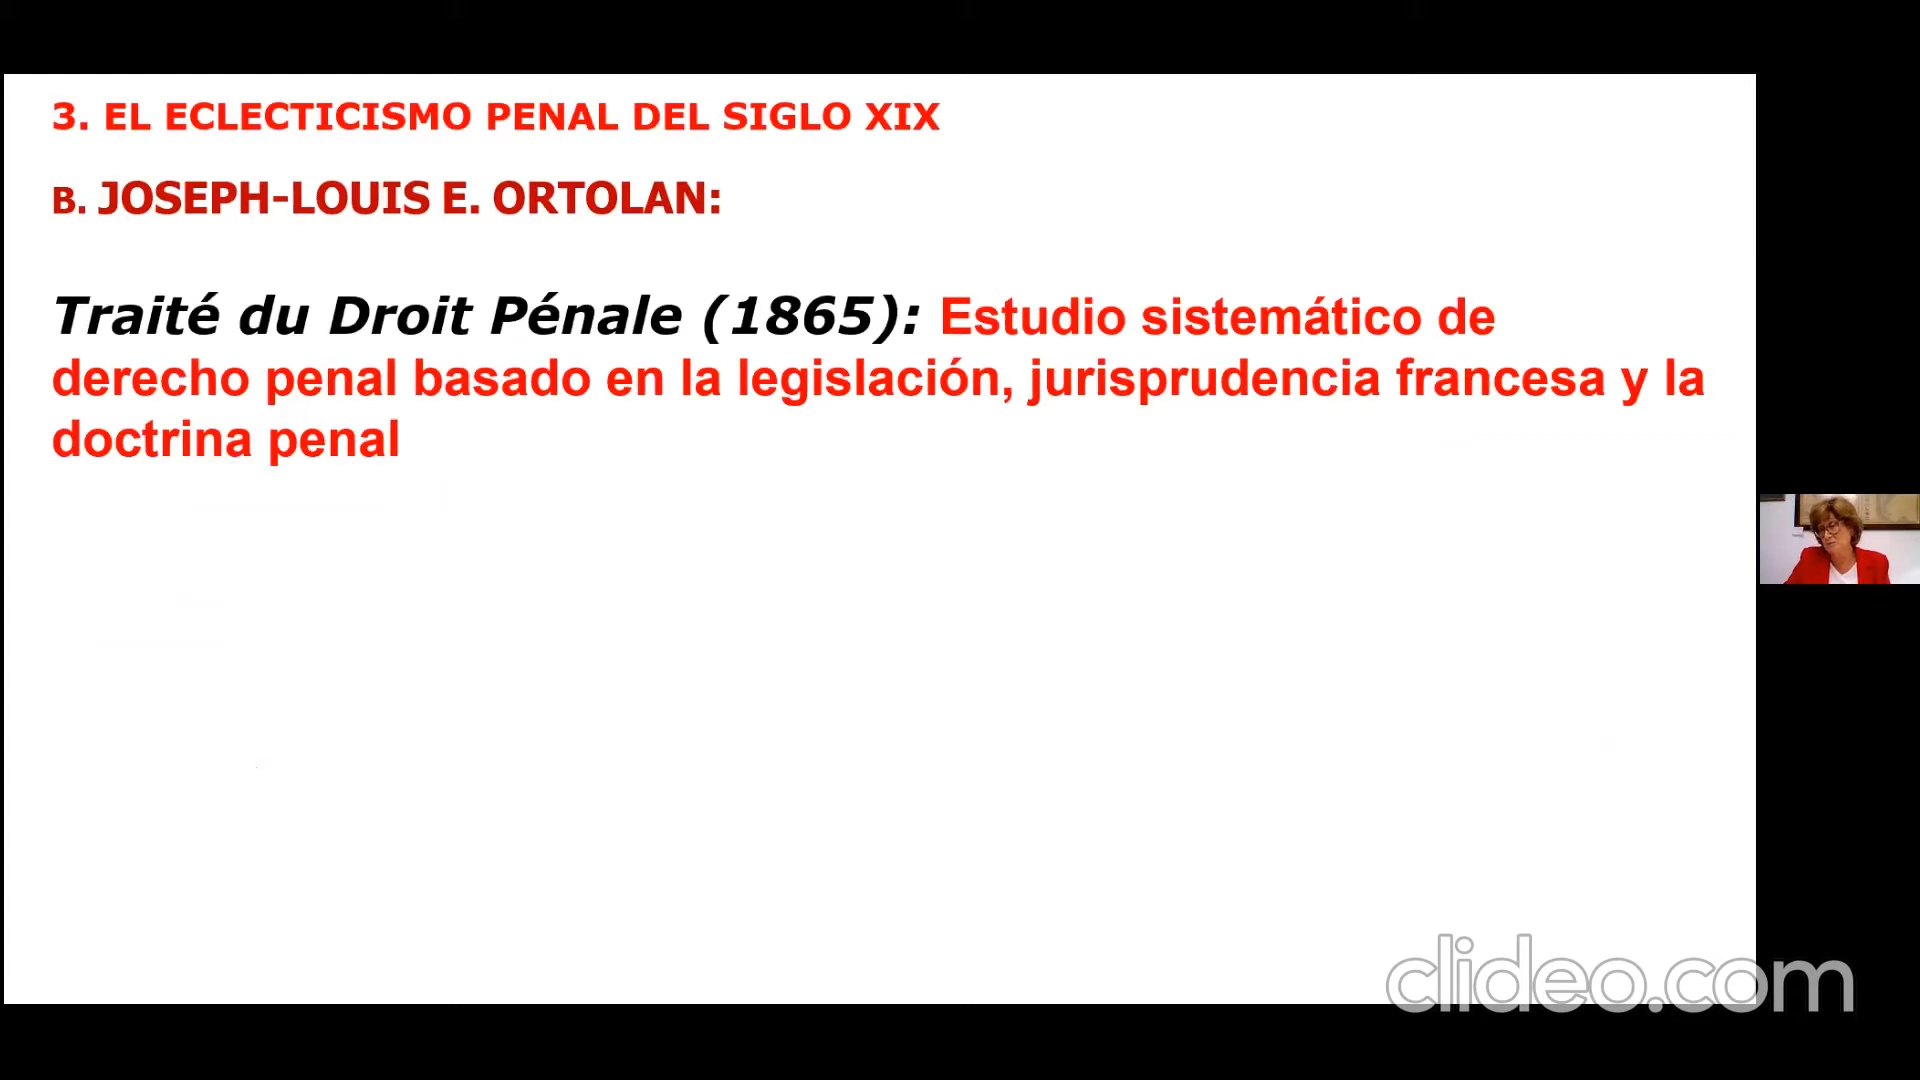 3. EL ECLECTICISMO PENAL DEL SIGLO XIX
B. JOSEPH-LOUIS E. ORTOLAN:
Traité du Droit Pénale (1865): Estudio sistemático de
derecho penal basado en la legislación, jurisprudencia francesa y la
doctrina penal
clideo.com